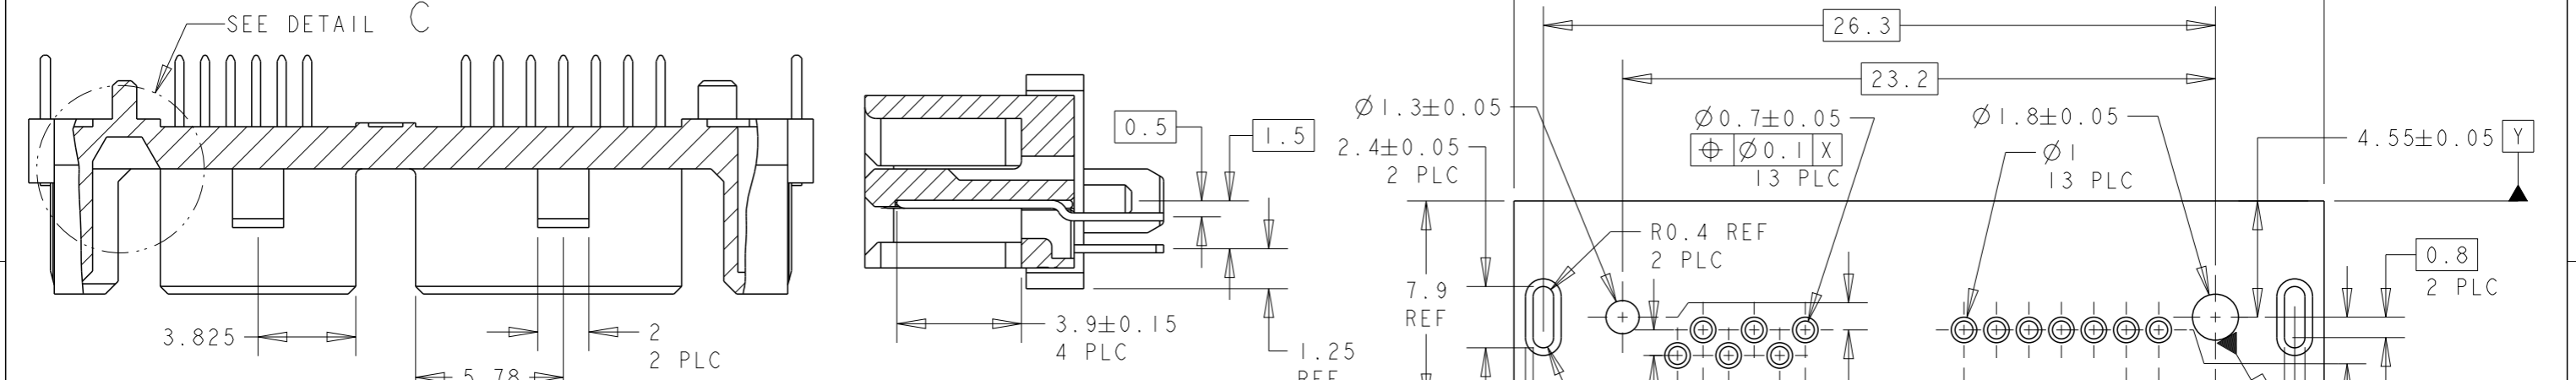 SEE DETAIL C
3.825
2
2 PLC
5.78
0.5
1.5
3.9±0.15
4 PLC
1.25
REF
26.3
23.2
Ø1.3±0.05
2.4±0.05
2 PLC
Ø0.7±0.05
⌖ Ø0.1 X
13 PLC
Ø1.8±0.05
Ø1
13 PLC
4.55±0.05 Y
R0.4 REF
2 PLC
7.9
REF
0.8
2 PLC